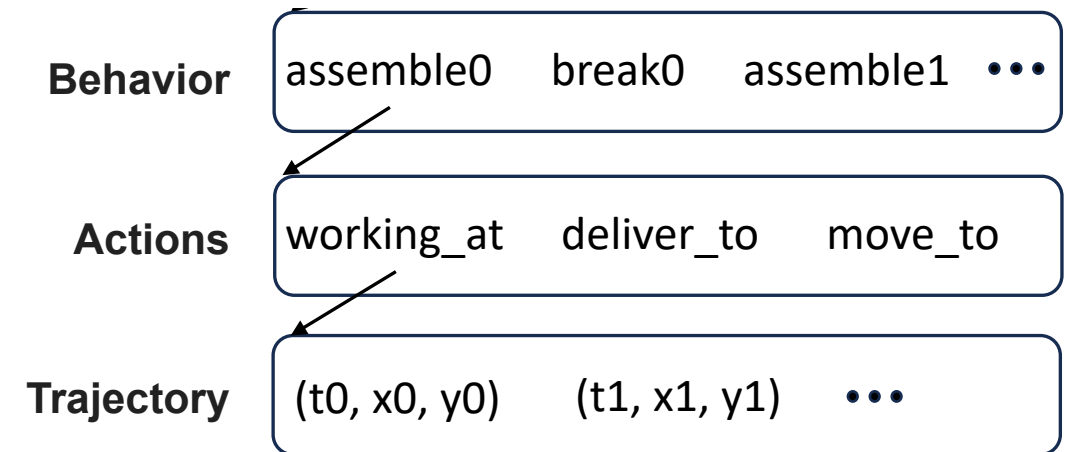 Behavior assemble0 break0 assemble1 •••
Actions working_at deliver_to move_to
Trajectory (t0, x0, y0) (t1, x1, y1) •••